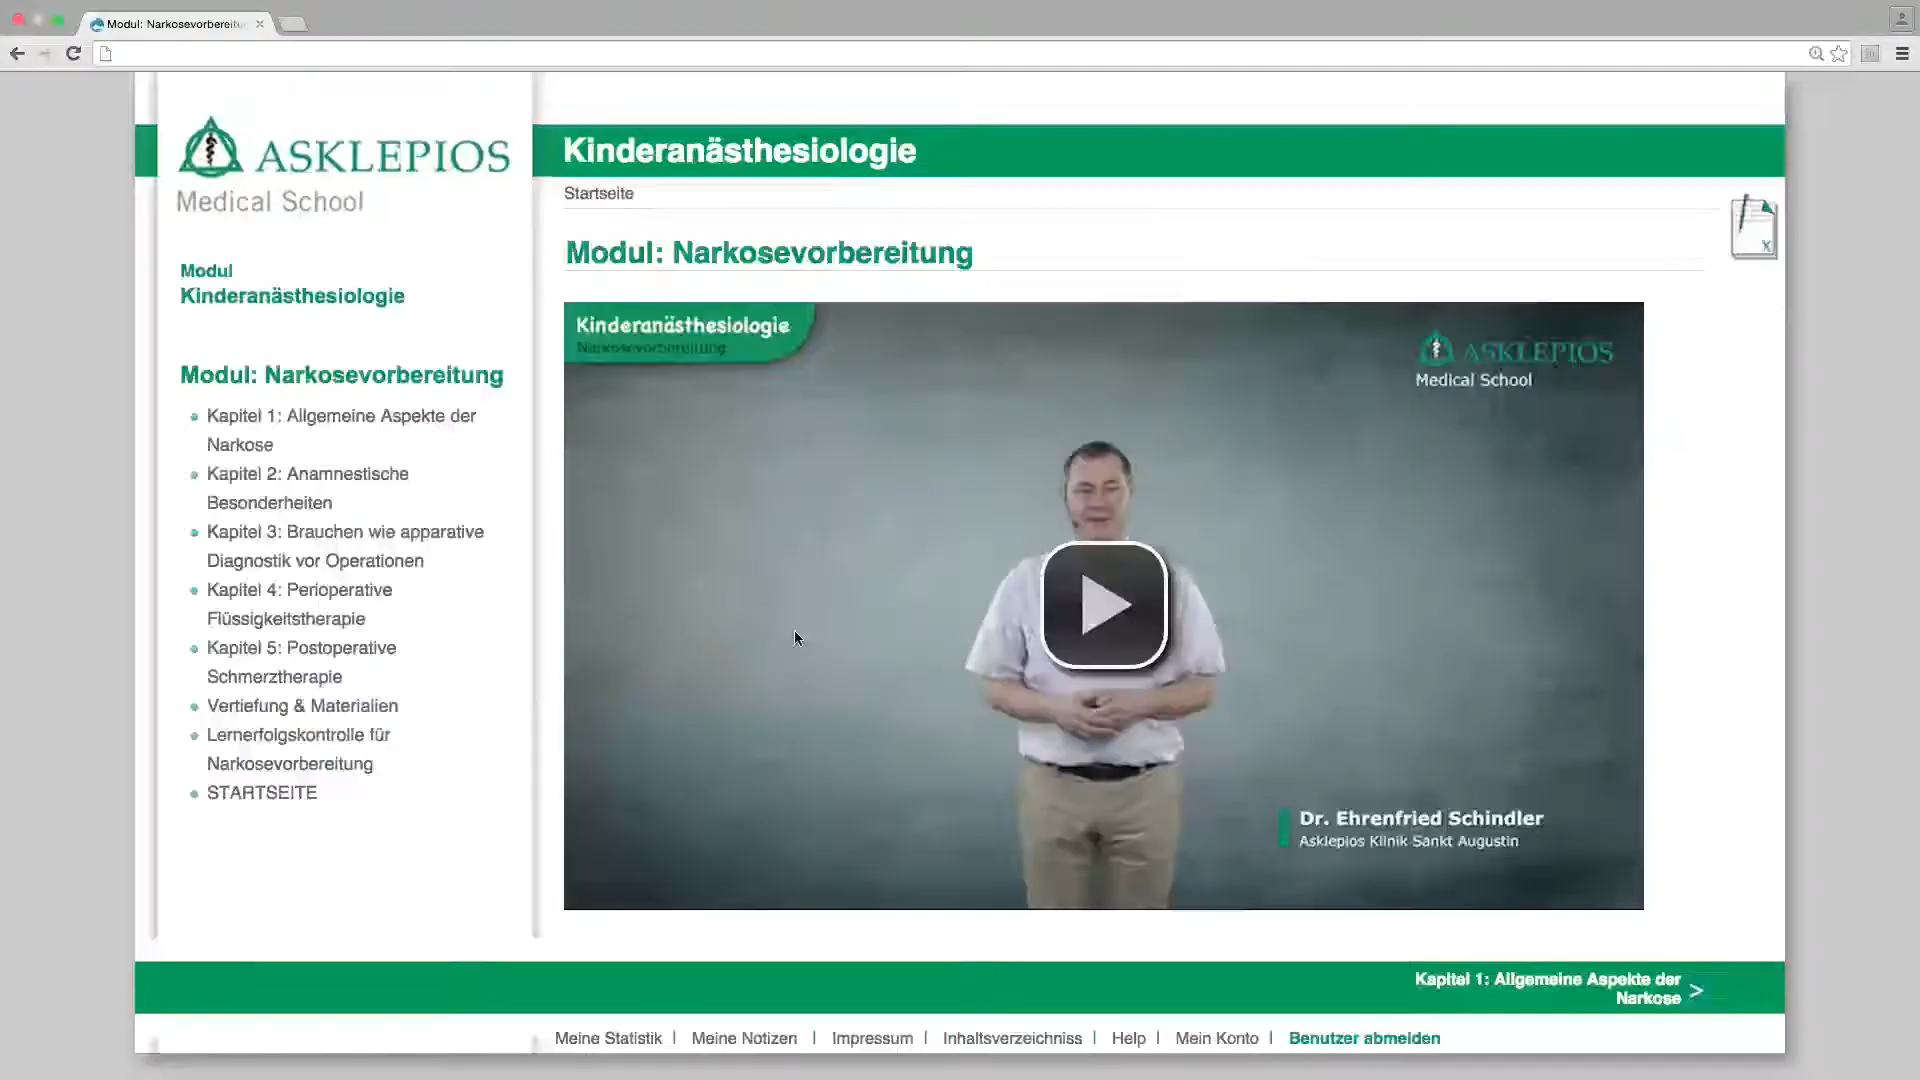 Modul: Narkosevorbereitu
ASKLEPIOS
Medical School
Kinderanästhesiologie
Startseite
Modul: Narkosevorbereitung
Modul
Kinderanästhesiologie
Modul: Narkosevorbereitung
Kapitel 1: Allgemeine Aspekte der
Narkose
Kapitel 2: Anamnestische
Besonderheiten
Kapitel 3: Brauchen wie apparative
Diagnostik vor Operationen
Kapitel 4: Perioperative
Flüssigkeitstherapie
Kapitel 5: Postoperative
Schmerztherapie
Vertiefung & Materialien
Lernerfolgskontrolle für
Narkosevorbereitung
STARTSEITE
Kinderanästhesiologie
Narkosevorbereitung
ASKLEPIOS
Medical School
Dr. Ehrenfried Schindler
Asklepios Klinik Sankt Augustin
Kapitel 1: Allgemeine Aspekte der
Narkose >
Meine Statistik | Meine Notizen | Impressum | Inhaltsverzeichniss | Help | Mein Konto | Benutzer abmelden